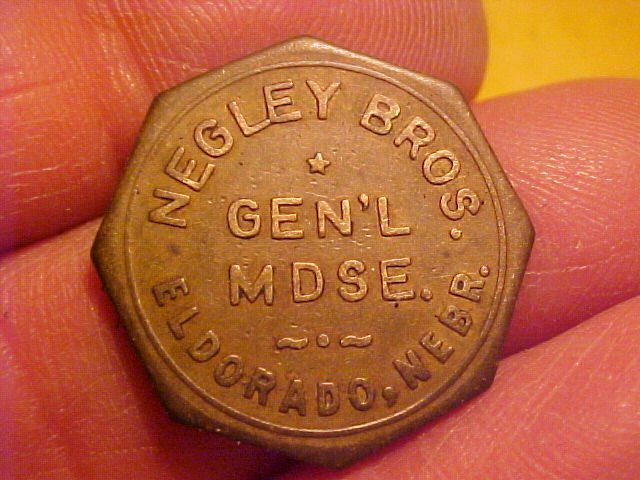 NEGLEY BROS.
GEN'L
MDSE.
ELDORADO, NEBR.